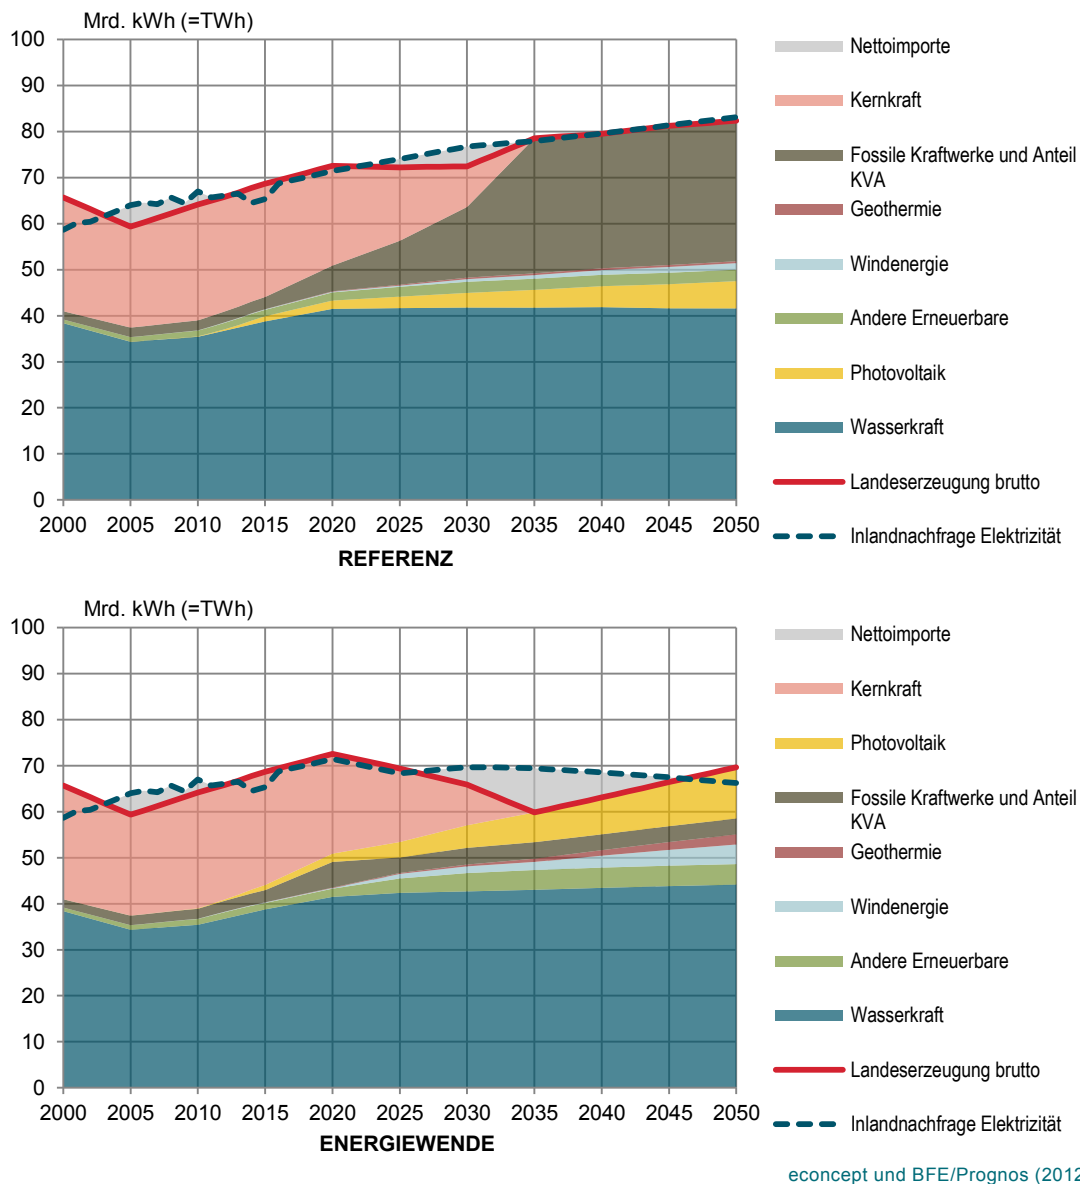 Mrd. kWh (=TWh)
100
90
80
70
60
50
40
30
20
10
0
2000 2005 2010 2015 2020 2025 2030 2035 2040 2045 2050
REFERENZ
Nettoimporte
Kernkraft
Fossile Kraftwerke und Anteil
KVA
Geothermie
Windenergie
Andere Erneuerbare
Photovoltaik
Wasserkraft
Landeserzeugung brutto
Inlandnachfrage Elektrizität
Mrd. kWh (=TWh)
100
90
80
70
60
50
40
30
20
10
0
2000 2005 2010 2015 2020 2025 2030 2035 2040 2045 2050
ENERGIEWENDE
Nettoimporte
Kernkraft
Photovoltaik
Fossile Kraftwerke und Anteil
KVA
Geothermie
Windenergie
Andere Erneuerbare
Wasserkraft
Landeserzeugung brutto
Inlandnachfrage Elektrizität
econcept und BFE/Prognos (2012